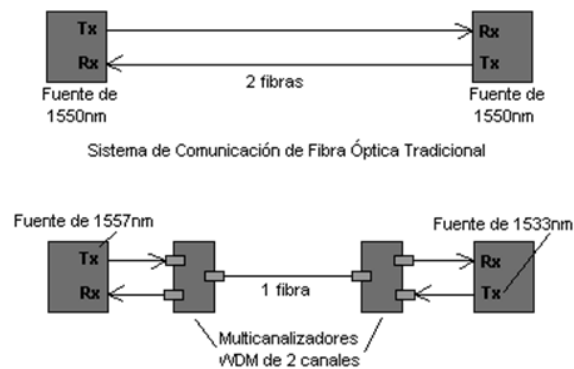 Tx
Rx
Rx
Tx
2 fibras
Fuente de
1550nm
Fuente de
1550nm
Sistema de Comunicación de Fibra Óptica Tradicional
Fuente de 1557nm
Fuente de 1533nm
Tx
Rx
Rx
Tx
1 fibra
Multicanalizadores
WDM de 2 canales